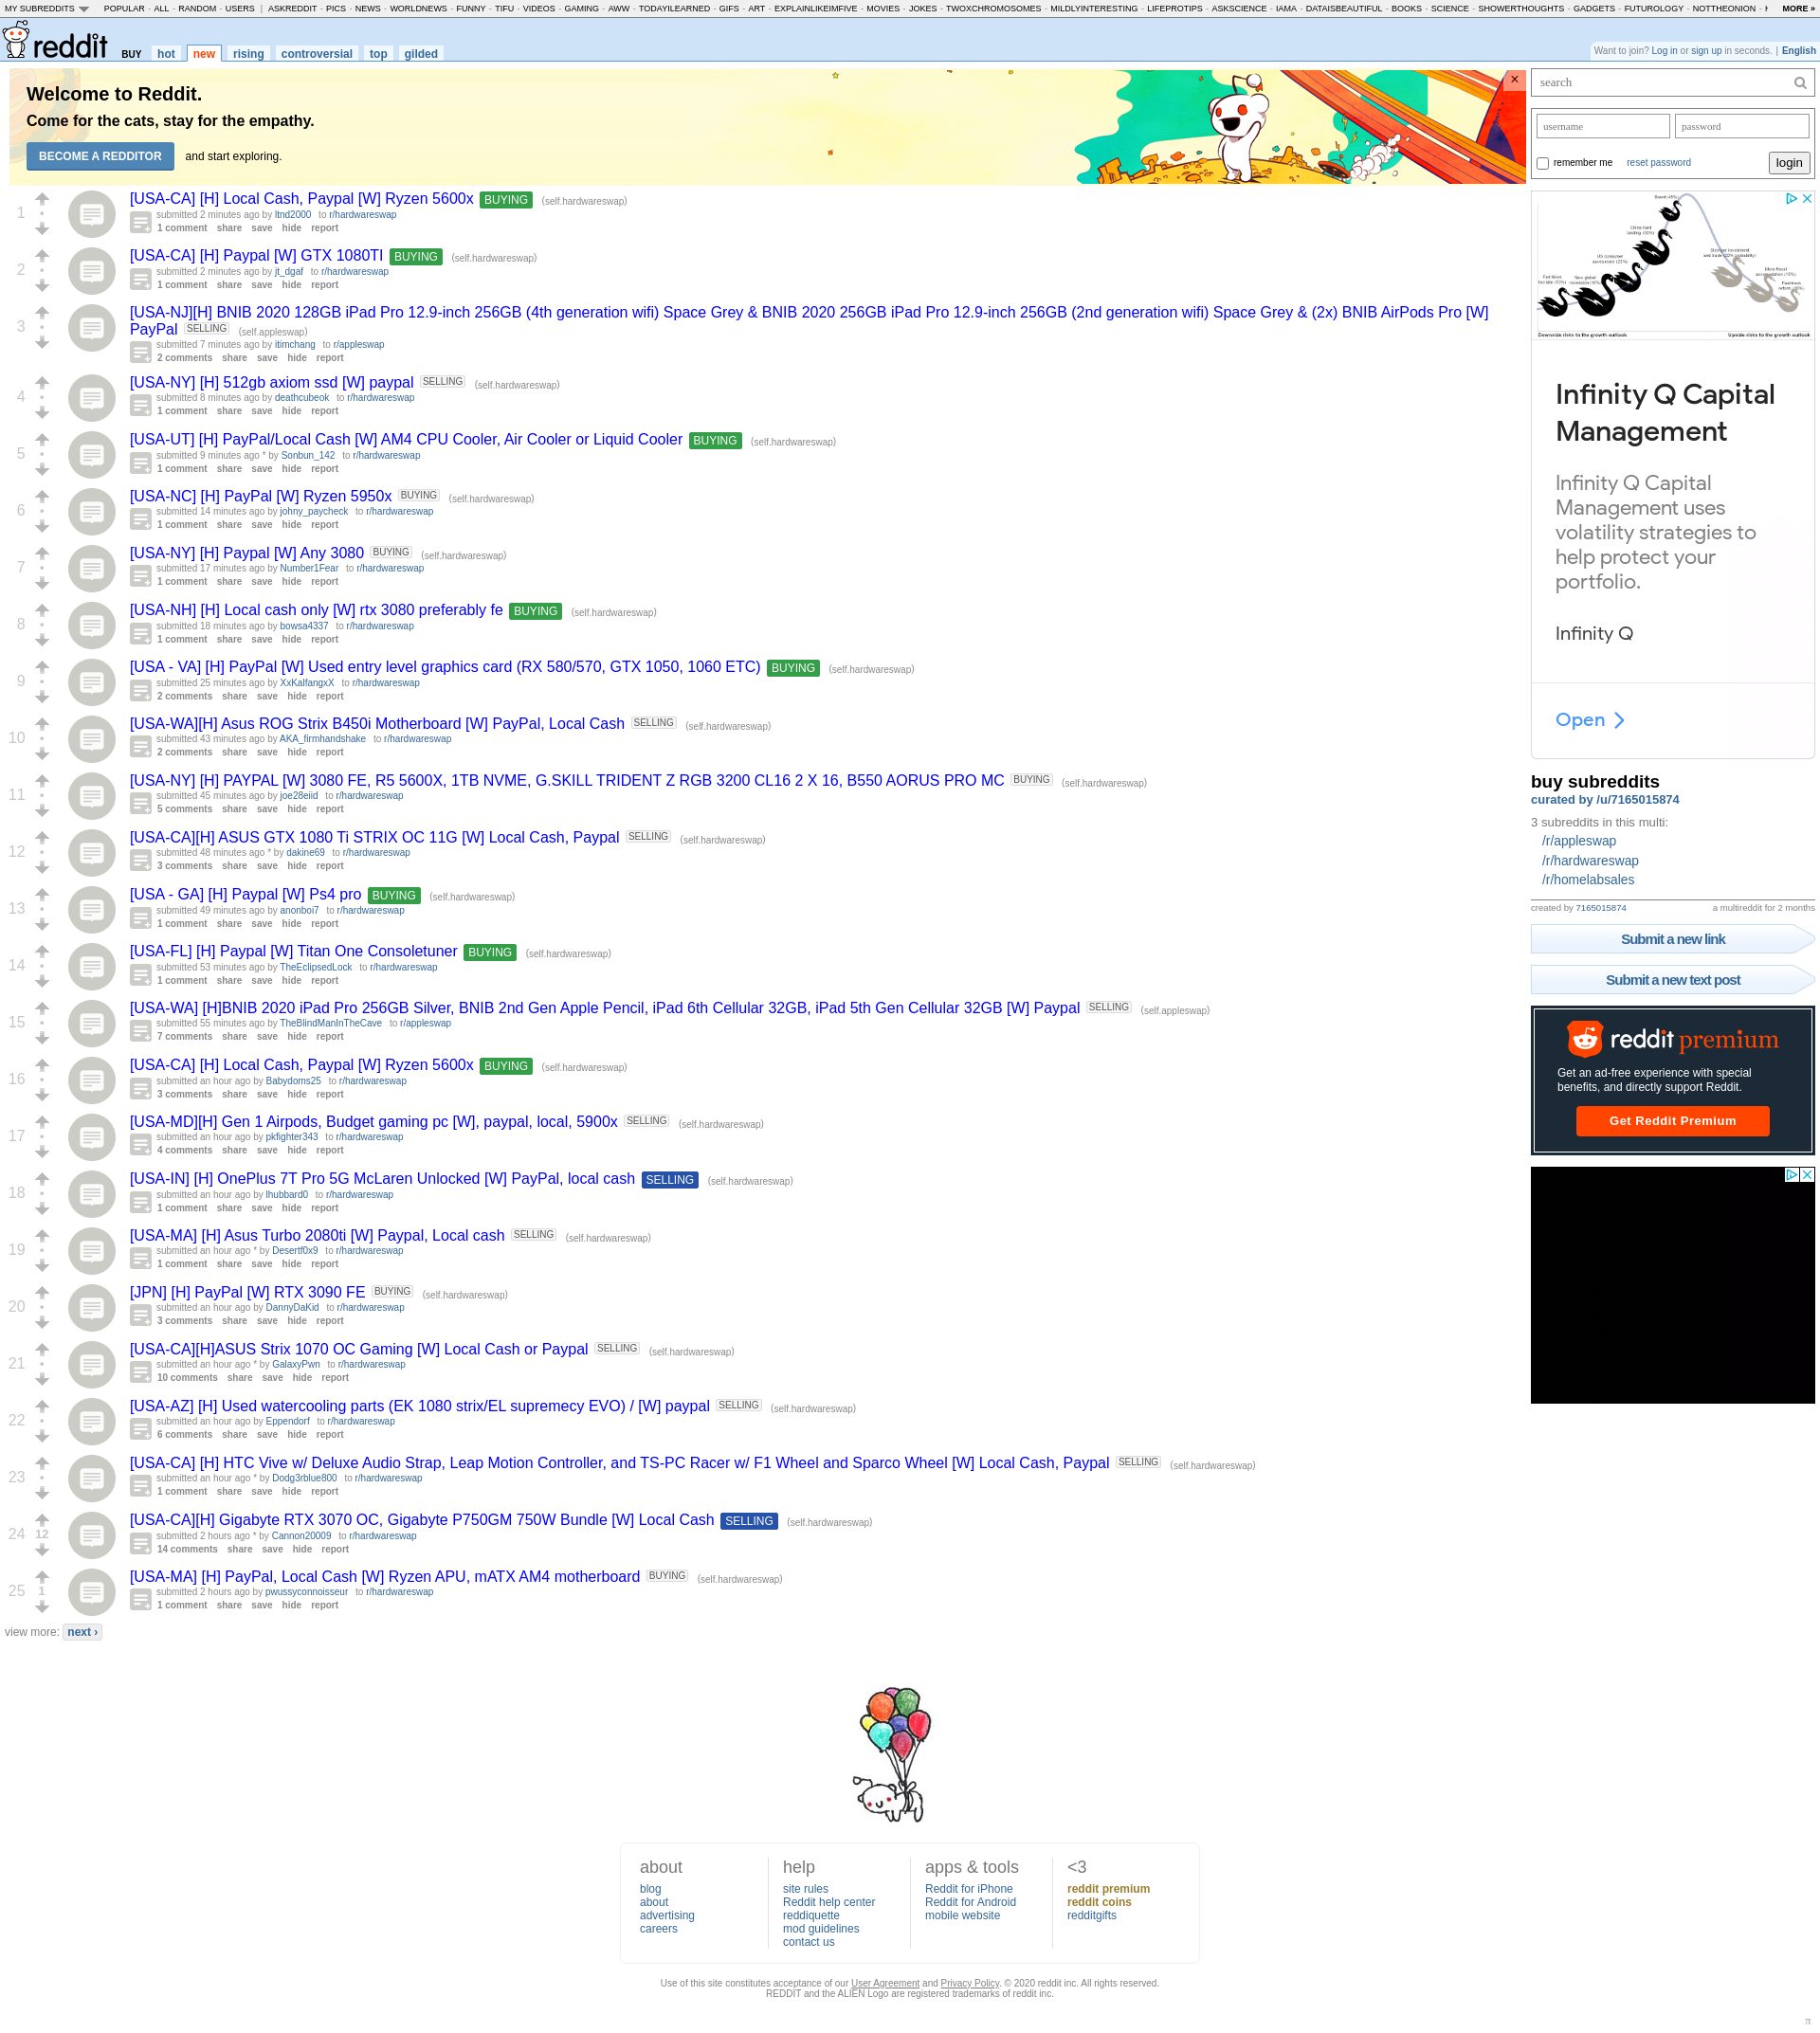 MY SUBREDDITS POPULAR - ALL - RANDOM - USERS | ASKREDDIT - PICS - NEWS - WORLDNEWS - FUNNY - TIFU - VIDEOS - GAMING - AWW - TODAYILEARNED - GIFS - ART - EXPLAINLIKEIMFIVE - MOVIES - JOKES - TWOXCHROMOSOMES - MILDLYINTERESTING - LIFEPROTIPS - ASKSCIENCE - IAMA - DATAISBEAUTIFUL - BOOKS - SCIENCE - SHOWERTHOUGHTS - GADGETS - FUTUROLOGY - NOTTHEONION - MORE »
reddit BUY hot new rising controversial top gilded
Want to join? Log in or sign up in seconds. | English
Welcome to Reddit.
Come for the cats, stay for the empathy.
BECOME A REDDITOR and start exploring.
1
[USA-CA] [H] Local Cash, Paypal [W] Ryzen 5600x BUYING (self.hardwareswap)
submitted 2 minutes ago by ltnd2000 to r/hardwareswap
1 comment share save hide report
2
[USA-CA] [H] Paypal [W] GTX 1080TI BUYING (self.hardwareswap)
submitted 2 minutes ago by jt_dgaf to r/hardwareswap
1 comment share save hide report
3
[USA-NJ][H] BNIB 2020 128GB iPad Pro 12.9-inch 256GB (4th generation wifi) Space Grey & BNIB 2020 256GB iPad Pro 12.9-inch 256GB (2nd generation wifi) Space Grey & (2x) BNIB AirPods Pro [W]
PayPal SELLING (self.appleswap)
submitted 7 minutes ago by itimchang to r/appleswap
2 comments share save hide report
4
[USA-NY] [H] 512gb axiom ssd [W] paypal SELLING (self.hardwareswap)
submitted 8 minutes ago by deathcubeok to r/hardwareswap
1 comment share save hide report
5
[USA-UT] [H] PayPal/Local Cash [W] AM4 CPU Cooler, Air Cooler or Liquid Cooler BUYING (self.hardwareswap)
submitted 9 minutes ago * by Sonbun_142 to r/hardwareswap
1 comment share save hide report
6
[USA-NC] [H] PayPal [W] Ryzen 5950x BUYING (self.hardwareswap)
submitted 14 minutes ago by johny_paycheck to r/hardwareswap
1 comment share save hide report
7
[USA-NY] [H] Paypal [W] Any 3080 BUYING (self.hardwareswap)
submitted 17 minutes ago by Number1Fear to r/hardwareswap
1 comment share save hide report
8
[USA-NH] [H] Local cash only [W] rtx 3080 preferably fe BUYING (self.hardwareswap)
submitted 18 minutes ago by bowsa4337 to r/hardwareswap
1 comment share save hide report
9
[USA - VA] [H] PayPal [W] Used entry level graphics card (RX 580/570, GTX 1050, 1060 ETC) BUYING (self.hardwareswap)
submitted 25 minutes ago by XxKalfangxX to r/hardwareswap
2 comments share save hide report
10
[USA-WA][H] Asus ROG Strix B450i Motherboard [W] PayPal, Local Cash SELLING (self.hardwareswap)
submitted 43 minutes ago by AKA_firmhandshake to r/hardwareswap
2 comments share save hide report
11
[USA-NY] [H] PAYPAL [W] 3080 FE, R5 5600X, 1TB NVME, G.SKILL TRIDENT Z RGB 3200 CL16 2 X 16, B550 AORUS PRO MC BUYING (self.hardwareswap)
submitted 45 minutes ago by joe28eiid to r/hardwareswap
5 comments share save hide report
12
[USA-CA][H] ASUS GTX 1080 Ti STRIX OC 11G [W] Local Cash, Paypal SELLING (self.hardwareswap)
submitted 48 minutes ago * by dakine69 to r/hardwareswap
3 comments share save hide report
13
[USA - GA] [H] Paypal [W] Ps4 pro BUYING (self.hardwareswap)
submitted 49 minutes ago by anonboi7 to r/hardwareswap
1 comment share save hide report
14
[USA-FL] [H] Paypal [W] Titan One Consoletuner BUYING (self.hardwareswap)
submitted 53 minutes ago by TheEclipsedLock to r/hardwareswap
1 comment share save hide report
15
[USA-WA] [H]BNIB 2020 iPad Pro 256GB Silver, BNIB 2nd Gen Apple Pencil, iPad 6th Cellular 32GB, iPad 5th Gen Cellular 32GB [W] Paypal SELLING (self.appleswap)
submitted 55 minutes ago by TheBlindManInTheCave to r/appleswap
7 comments share save hide report
16
[USA-CA] [H] Local Cash, Paypal [W] Ryzen 5600x BUYING (self.hardwareswap)
submitted an hour ago by Babydoms25 to r/hardwareswap
3 comments share save hide report
17
[USA-MD][H] Gen 1 Airpods, Budget gaming pc [W], paypal, local, 5900x SELLING (self.hardwareswap)
submitted an hour ago by pkfighter343 to r/hardwareswap
4 comments share save hide report
18
[USA-IN] [H] OnePlus 7T Pro 5G McLaren Unlocked [W] PayPal, local cash SELLING (self.hardwareswap)
submitted an hour ago by lhubbard0 to r/hardwareswap
1 comment share save hide report
19
[USA-MA] [H] Asus Turbo 2080ti [W] Paypal, Local cash SELLING (self.hardwareswap)
submitted an hour ago * by Desertf0x9 to r/hardwareswap
1 comment share save hide report
20
[JPN] [H] PayPal [W] RTX 3090 FE BUYING (self.hardwareswap)
submitted an hour ago by DannyDaKid to r/hardwareswap
3 comments share save hide report
21
[USA-CA][H]ASUS Strix 1070 OC Gaming [W] Local Cash or Paypal SELLING (self.hardwareswap)
submitted an hour ago * by GalaxyPwn to r/hardwareswap
10 comments share save hide report
22
[USA-AZ] [H] Used watercooling parts (EK 1080 strix/EL supremecy EVO) / [W] paypal SELLING (self.hardwareswap)
submitted an hour ago by Eppendorf to r/hardwareswap
6 comments share save hide report
23
[USA-CA] [H] HTC Vive w/ Deluxe Audio Strap, Leap Motion Controller, and TS-PC Racer w/ F1 Wheel and Sparco Wheel [W] Local Cash, Paypal SELLING (self.hardwareswap)
submitted an hour ago * by Dodg3rblue800 to r/hardwareswap
1 comment share save hide report
24 12
[USA-CA][H] Gigabyte RTX 3070 OC, Gigabyte P750GM 750W Bundle [W] Local Cash SELLING (self.hardwareswap)
submitted 2 hours ago * by Cannon20009 to r/hardwareswap
14 comments share save hide report
25 1
[USA-MA] [H] PayPal, Local Cash [W] Ryzen APU, mATX AM4 motherboard BUYING (self.hardwareswap)
submitted 2 hours ago by pwussyconnoisseur to r/hardwareswap
1 comment share save hide report
view more: next ›
search
username password
remember me reset password login
Downside risks to the growth outlook Upside risks to the growth outlook
Infinity Q Capital
Management
Infinity Q Capital
Management uses
volatility strategies to
help protect your
portfolio.
Infinity Q
Open
buy subreddits
curated by /u/7165015874
3 subreddits in this multi:
/r/appleswap
/r/hardwareswap
/r/homelabsales
created by 7165015874 a multireddit for 2 months
Submit a new link
Submit a new text post
reddit premium
Get an ad-free experience with special
benefits, and directly support Reddit.
Get Reddit Premium
about
blog
about
advertising
careers
help
site rules
Reddit help center
reddiquette
mod guidelines
contact us
apps & tools
Reddit for iPhone
Reddit for Android
mobile website
<3
reddit premium
reddit coins
redditgifts
Use of this site constitutes acceptance of our User Agreement and Privacy Policy. © 2020 reddit inc. All rights reserved.
REDDIT and the ALIEN Logo are registered trademarks of reddit inc.
π